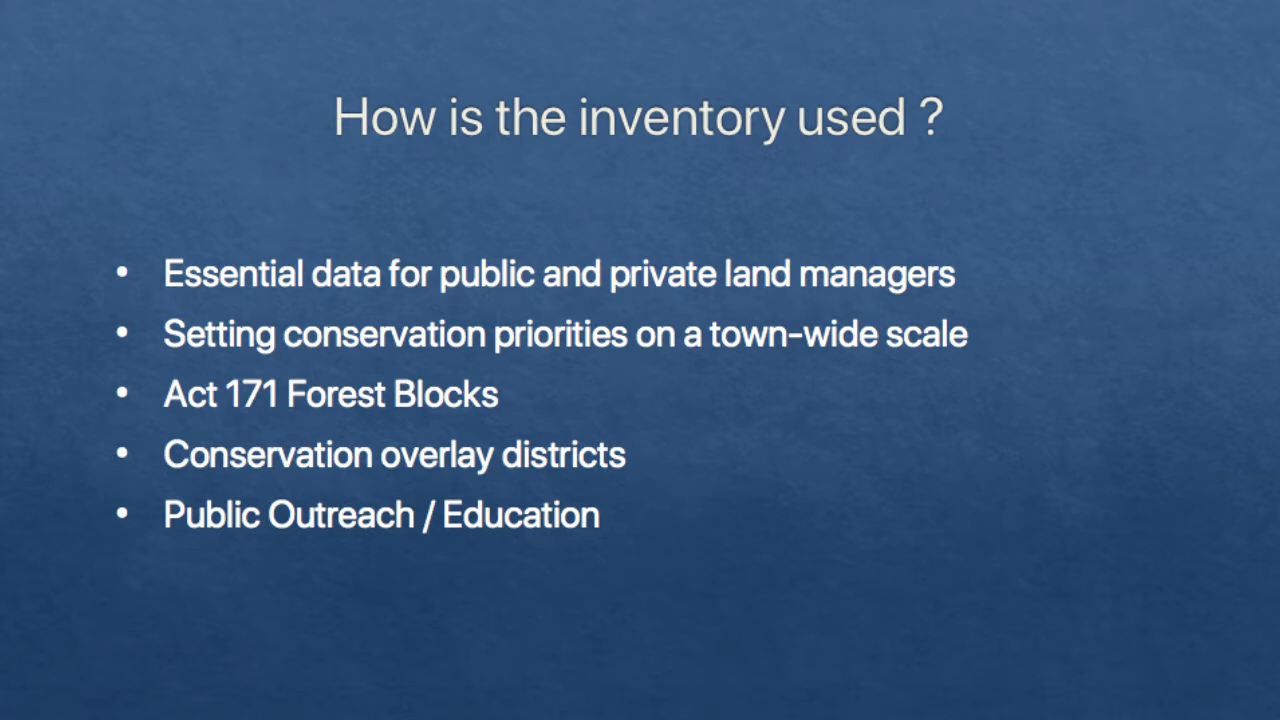 How is the inventory used ?
• Essential data for public and private land managers
• Setting conservation priorities on a town-wide scale
• Act 171 Forest Blocks
• Conservation overlay districts
• Public Outreach / Education